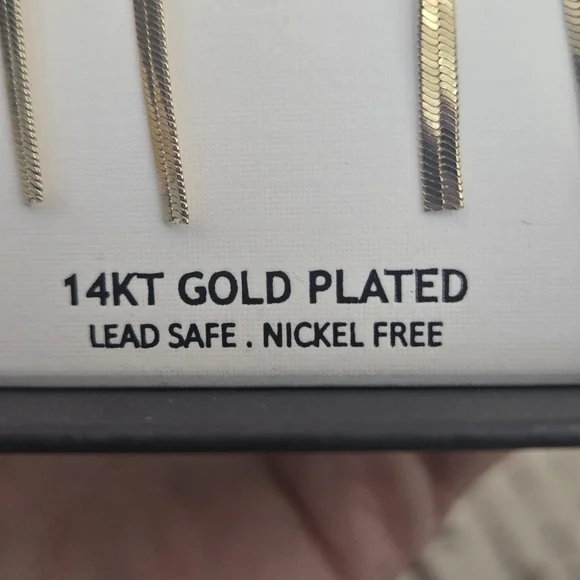 14KT GOLD PLATED
LEAD SAFE . NICKEL FREE